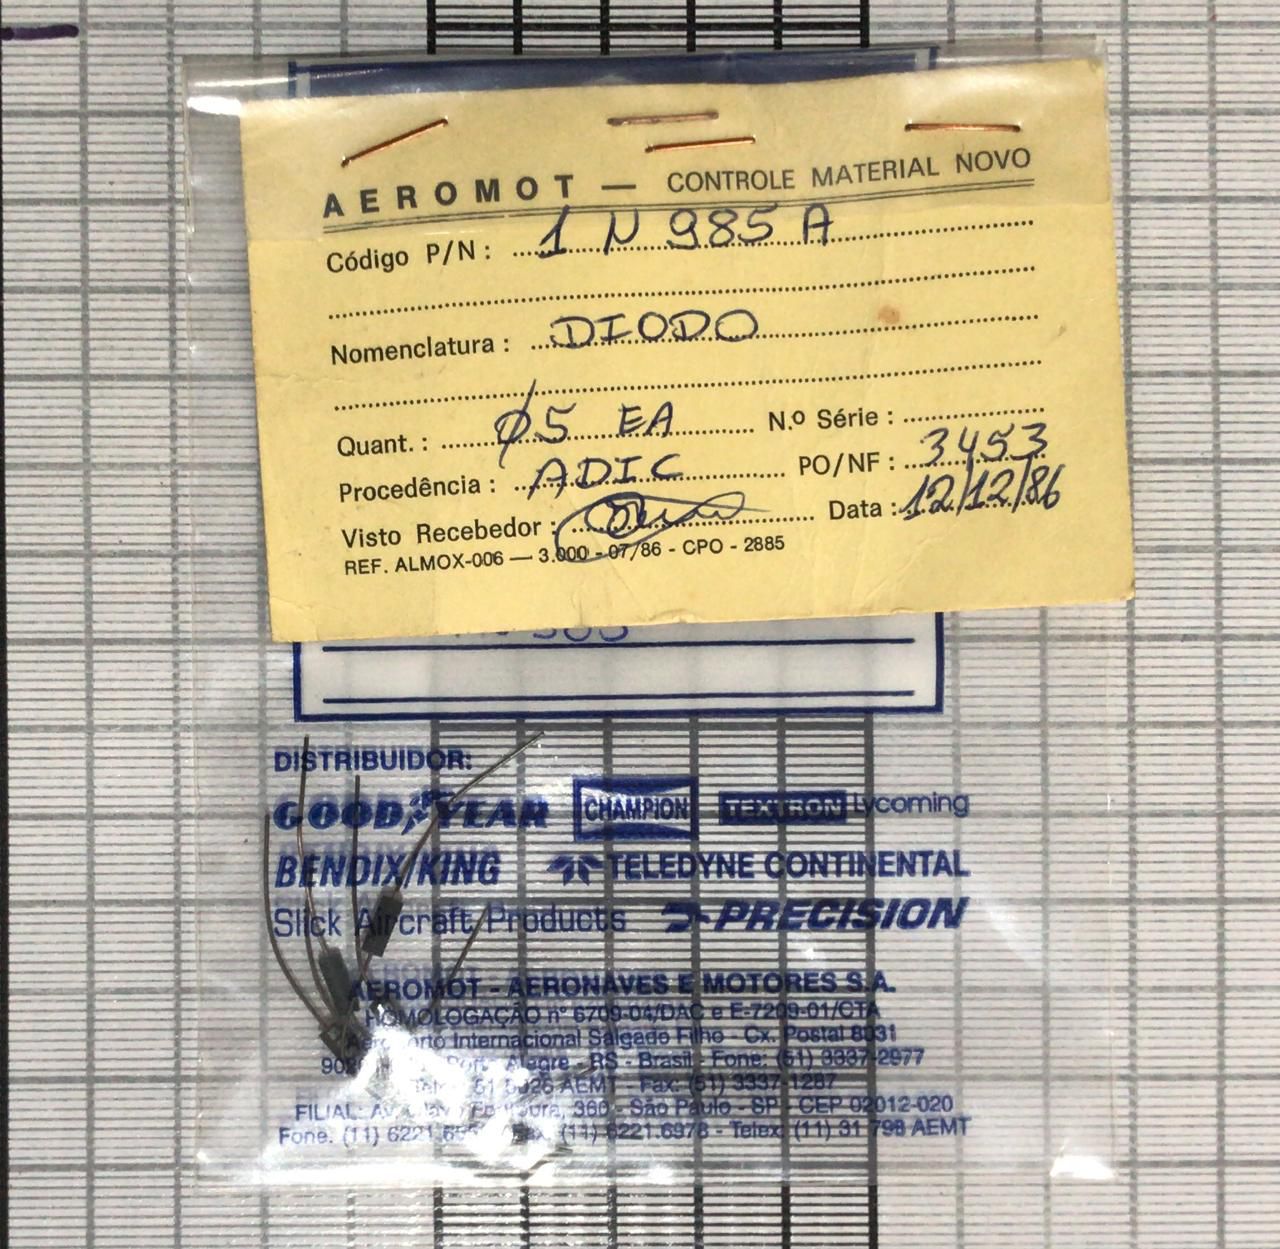 AEROMOT — CONTROLE MATERIAL NOVO
Código P/N : 1N985A
Nomenclatura : DIODO
Quant. : 05 EA Nº Série :
Procedência : ADIC PO/NF : 3453
Visto Recebedor : Data : 12/12/86
REF. ALMOX-006 — 3.000 - 07/86 - CPO - 2885
DISTRIBUIDOR:
GOODYEAR CHAMPION TEXTRON Lycoming
BENDIX/KING TELEDYNE CONTINENTAL
Slick Aircraft Products PRECISION
AEROMOT - AERONAVES E MOTORES S.A.
HOMOLOGAÇÃO nº 6709-04/DAC e E-7209-01/CTA
Aeroporto Internacional Salgado Filho - Cx. Postal 8031
Porto Alegre - RS - Brasil - Fone: (51) 3337-2977
AEMT - Fax: (51) 3337-1287
FILIAL: Av. 360 - São Paulo - SP - CEP 02012-020
Fone: (11) (11) 6221.6978 - Telex (11) 31 798 AEMT